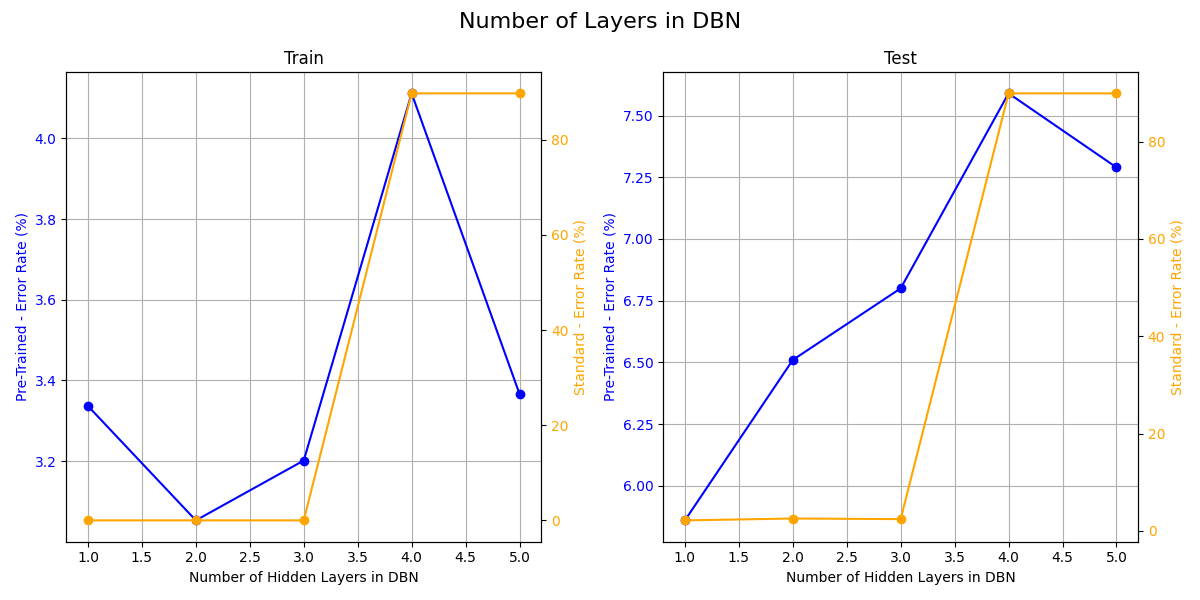 Number of Layers in DBN
Train
4.0
3.8
3.6
3.4
3.2
Pre-Trained - Error Rate (%)
80
60
40
20
0
Standard - Error Rate (%)
1.0 1.5 2.0 2.5 3.0 3.5 4.0 4.5 5.0
Number of Hidden Layers in DBN
Test
7.50
7.25
7.00
6.75
6.50
6.25
6.00
Pre-Trained - Error Rate (%)
80
60
40
20
0
Standard - Error Rate (%)
1.0 1.5 2.0 2.5 3.0 3.5 4.0 4.5 5.0
Number of Hidden Layers in DBN